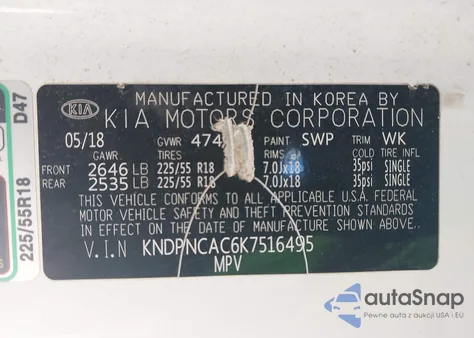 MANUFACTURED IN KOREA BY
KIA KIA MOTORS CORPORATION
05/18 GVWR PAINT SWP TRIM WK
GAWR. TIRES RIMS COLD TIRE INFL
FRONT 2646 LB 225/55 R18 7.0Jx18 35psi SINGLE
REAR 2535 LB 225/55 R18 7.0Jx18 35psi SINGLE
THIS VEHICLE CONFORMS TO ALL APPLICABLE U.S.A. FEDERAL
MOTOR VEHICLE SAFETY AND THEFT PREVENTION STANDARDS
IN EFFECT ON THE DATE OF MANUFACTURE SHOWN ABOVE.
V.I.N KNDPNCAC6K7516495
MPV
D47
225/55R18
autoSnap
Pewne auta z aukcji USA i EU